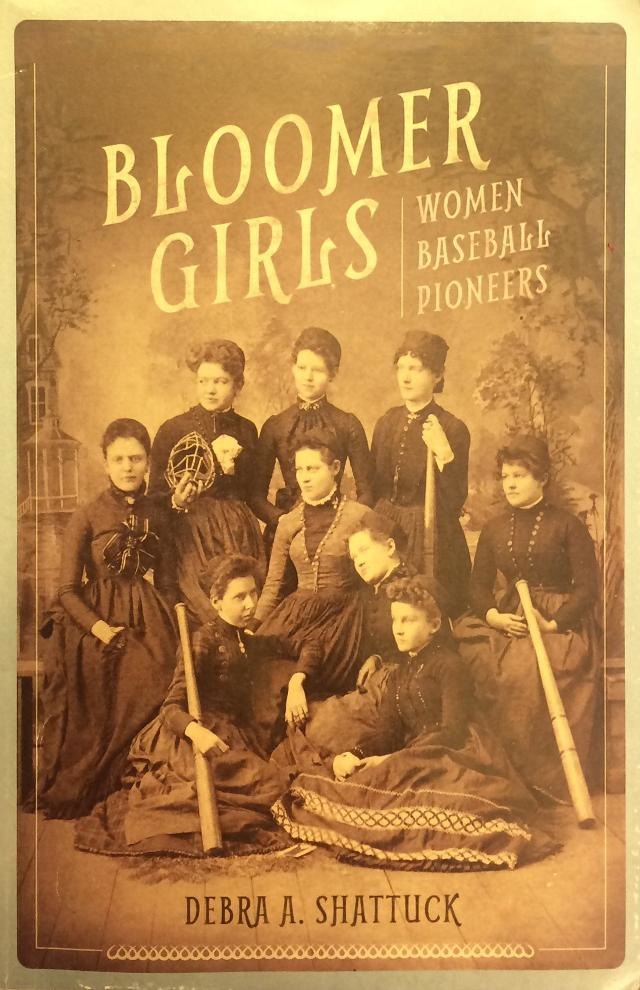 BLOOMER
GIRLS
WOMEN
BASEBALL
PIONEERS
DEBRA A. SHATTUCK